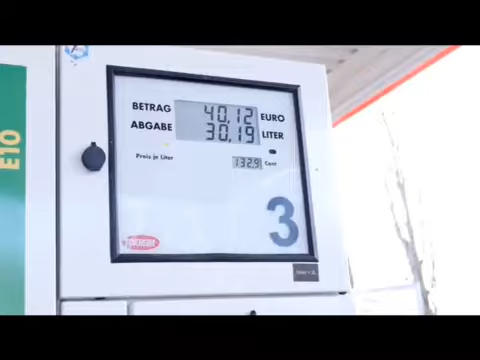 E10
BETRAG 40,12 EURO
ABGABE 30,19 LITER
Preis je Liter 132,9 Cent
3